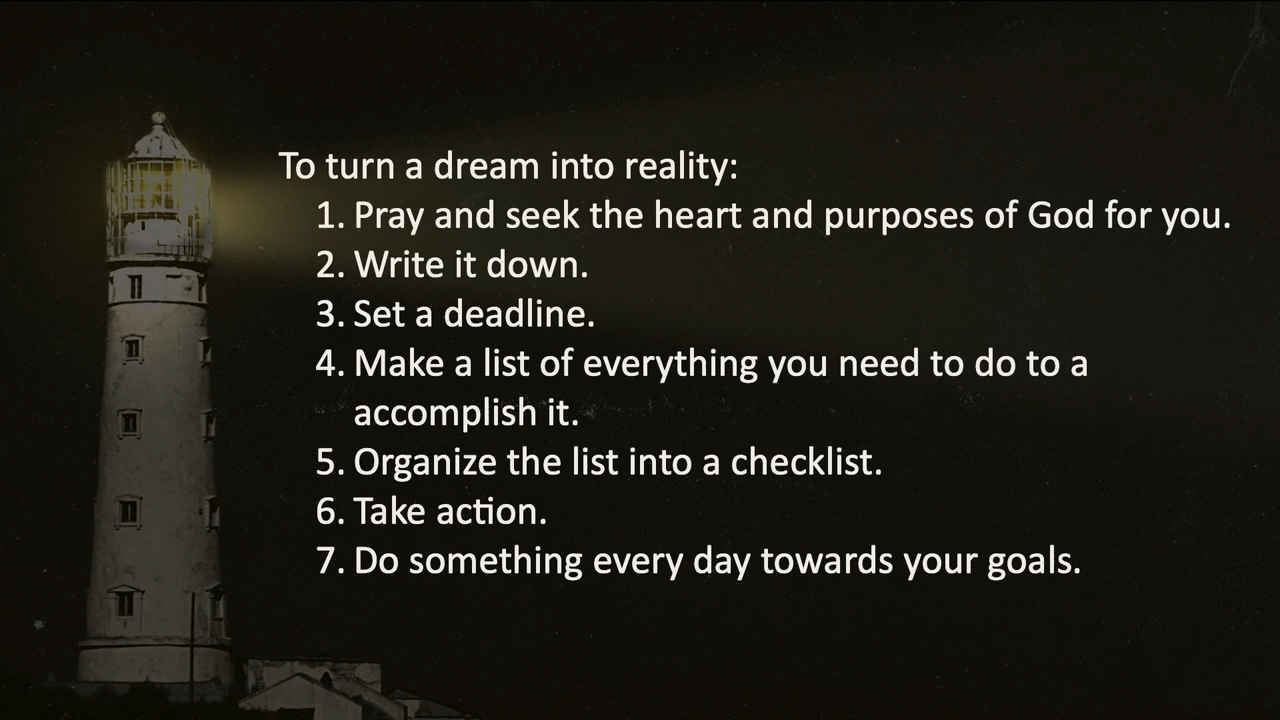 To turn a dream into reality:
1. Pray and seek the heart and purposes of God for you.
2. Write it down.
3. Set a deadline.
4. Make a list of everything you need to do to a
accomplish it.
5. Organize the list into a checklist.
6. Take action.
7. Do something every day towards your goals.